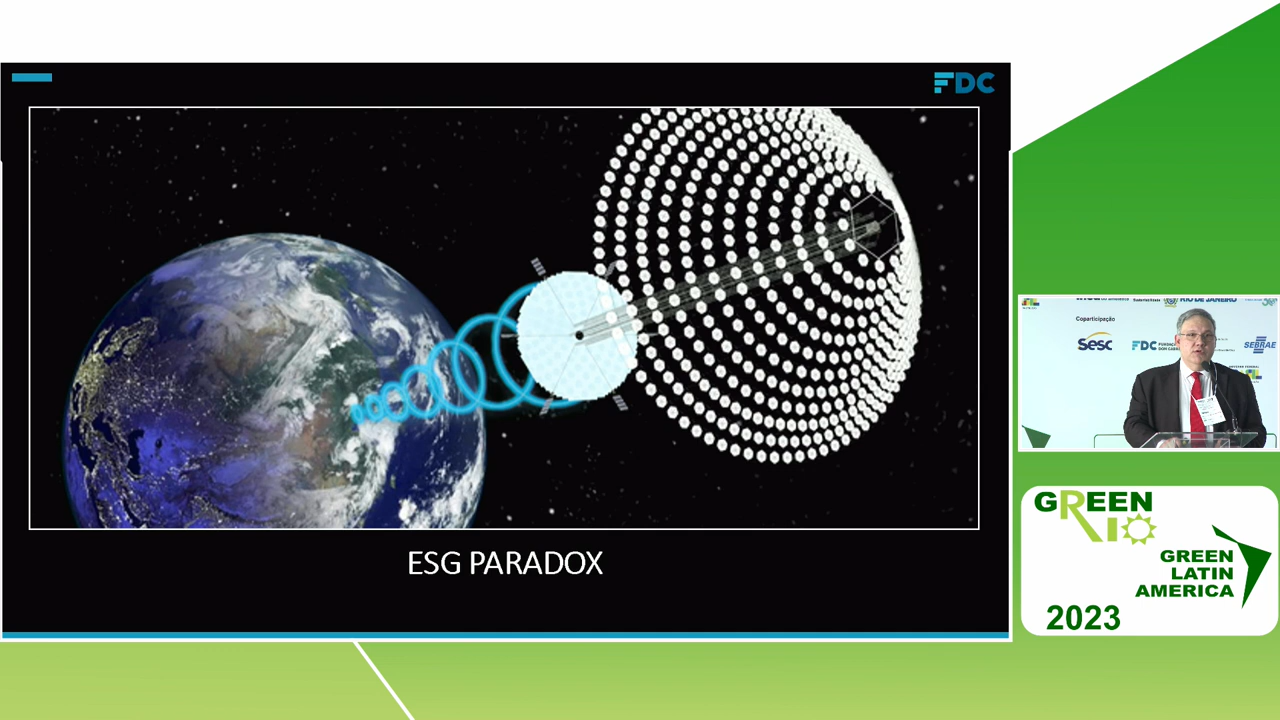 FDC
ESG PARADOX
RIO DE JANEIRO
Coparticipação
Sesc
FDC
SEBRAE
GREEN
RIO
GREEN
LATIN
AMERICA
2023